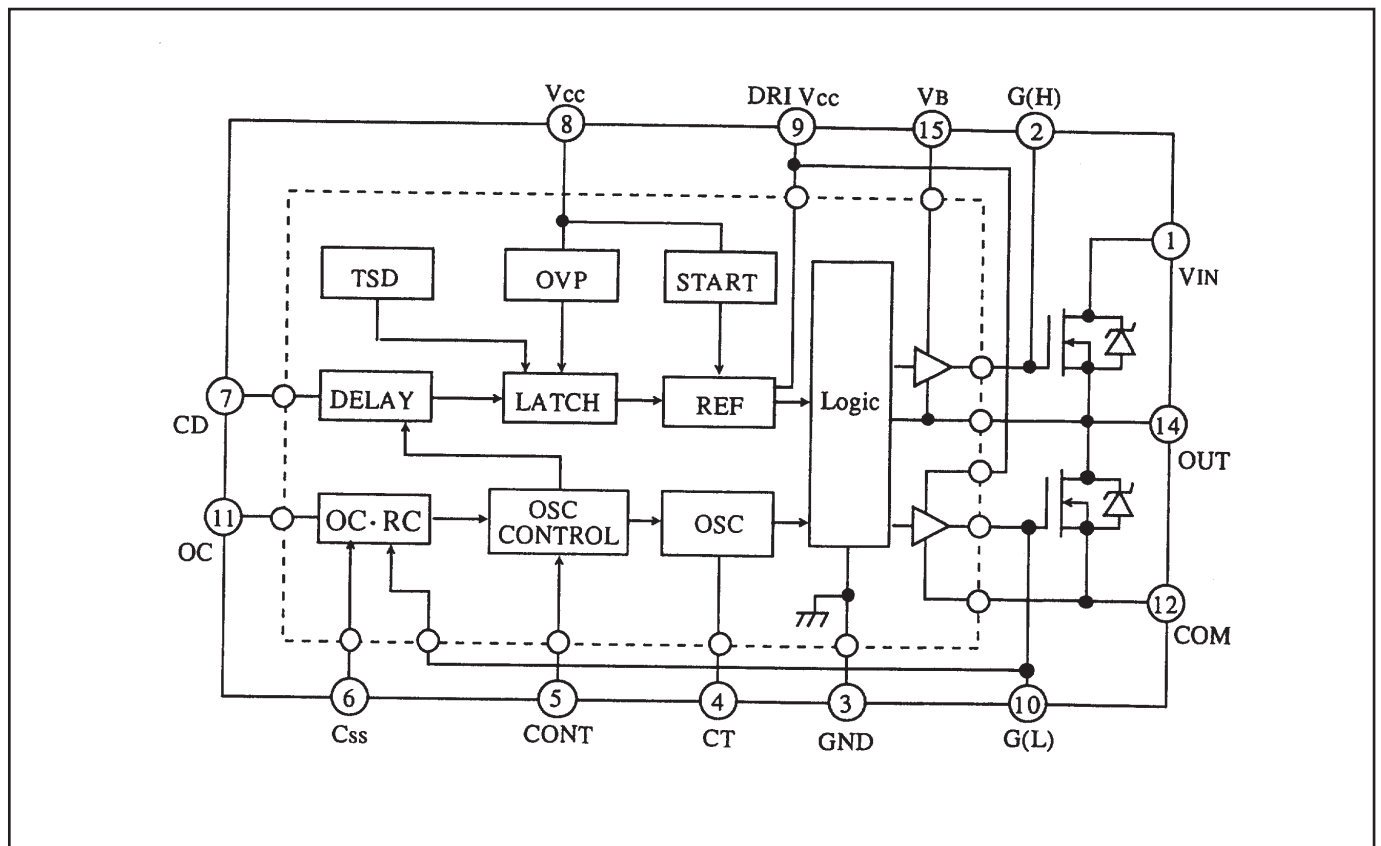 Vcc
DRI Vcc
VB
G(H)
8
9
15
2
1
VIN
TSD
OVP
START
7
CD
DELAY
LATCH
REF
Logic
14
OUT
11
OC
OC·RC
OSC
CONTROL
OSC
12
COM
6
5
4
3
10
Css
CONT
CT
GND
G(L)